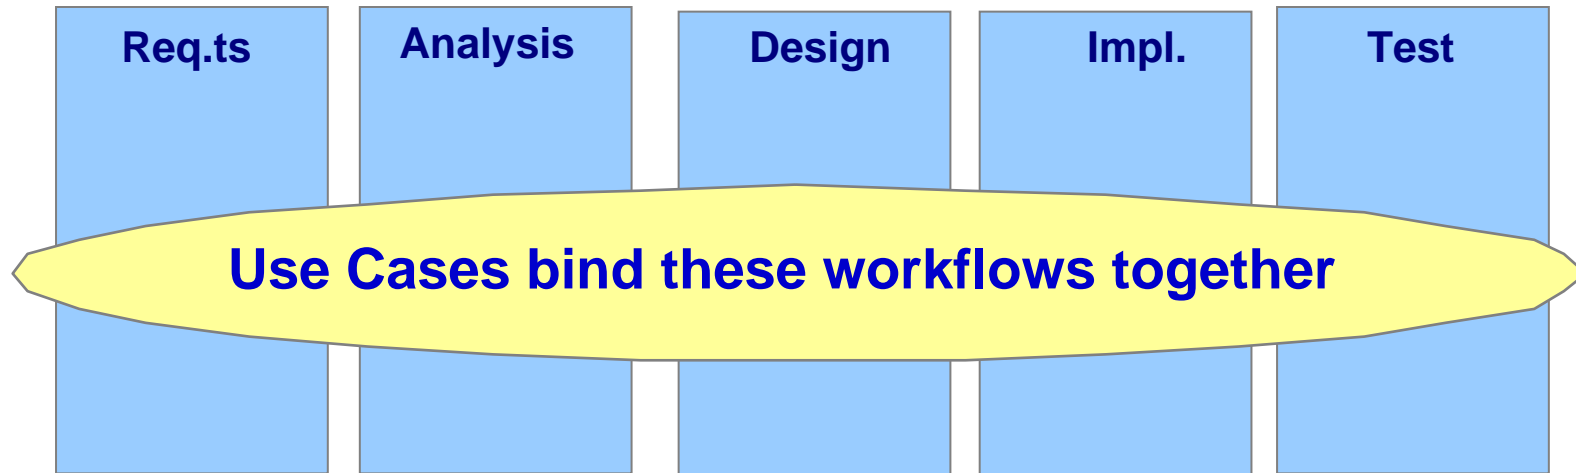 Req.ts
Analysis
Design
Impl.
Test
Use Cases bind these workflows together